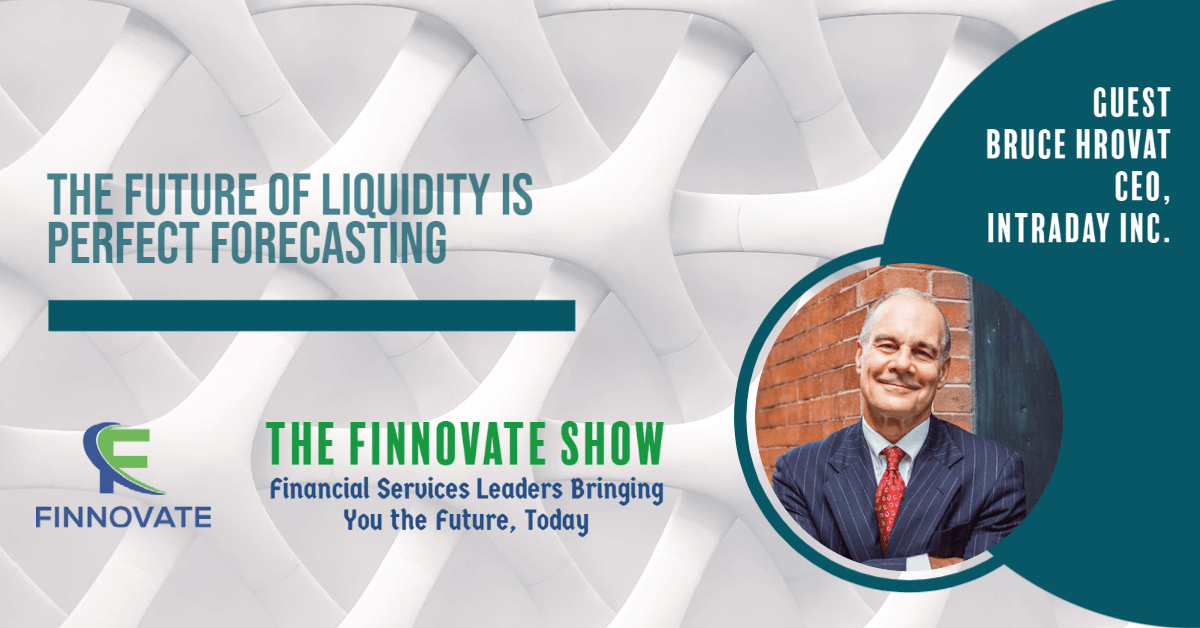 THE FUTURE OF LIQUIDITY IS
PERFECT FORECASTING
GUEST
BRUCE HROVAT
CEO,
INTRADAY INC.
FINNOVATE
THE FINNOVATE SHOW
Financial Services Leaders Bringing
You the Future, Today